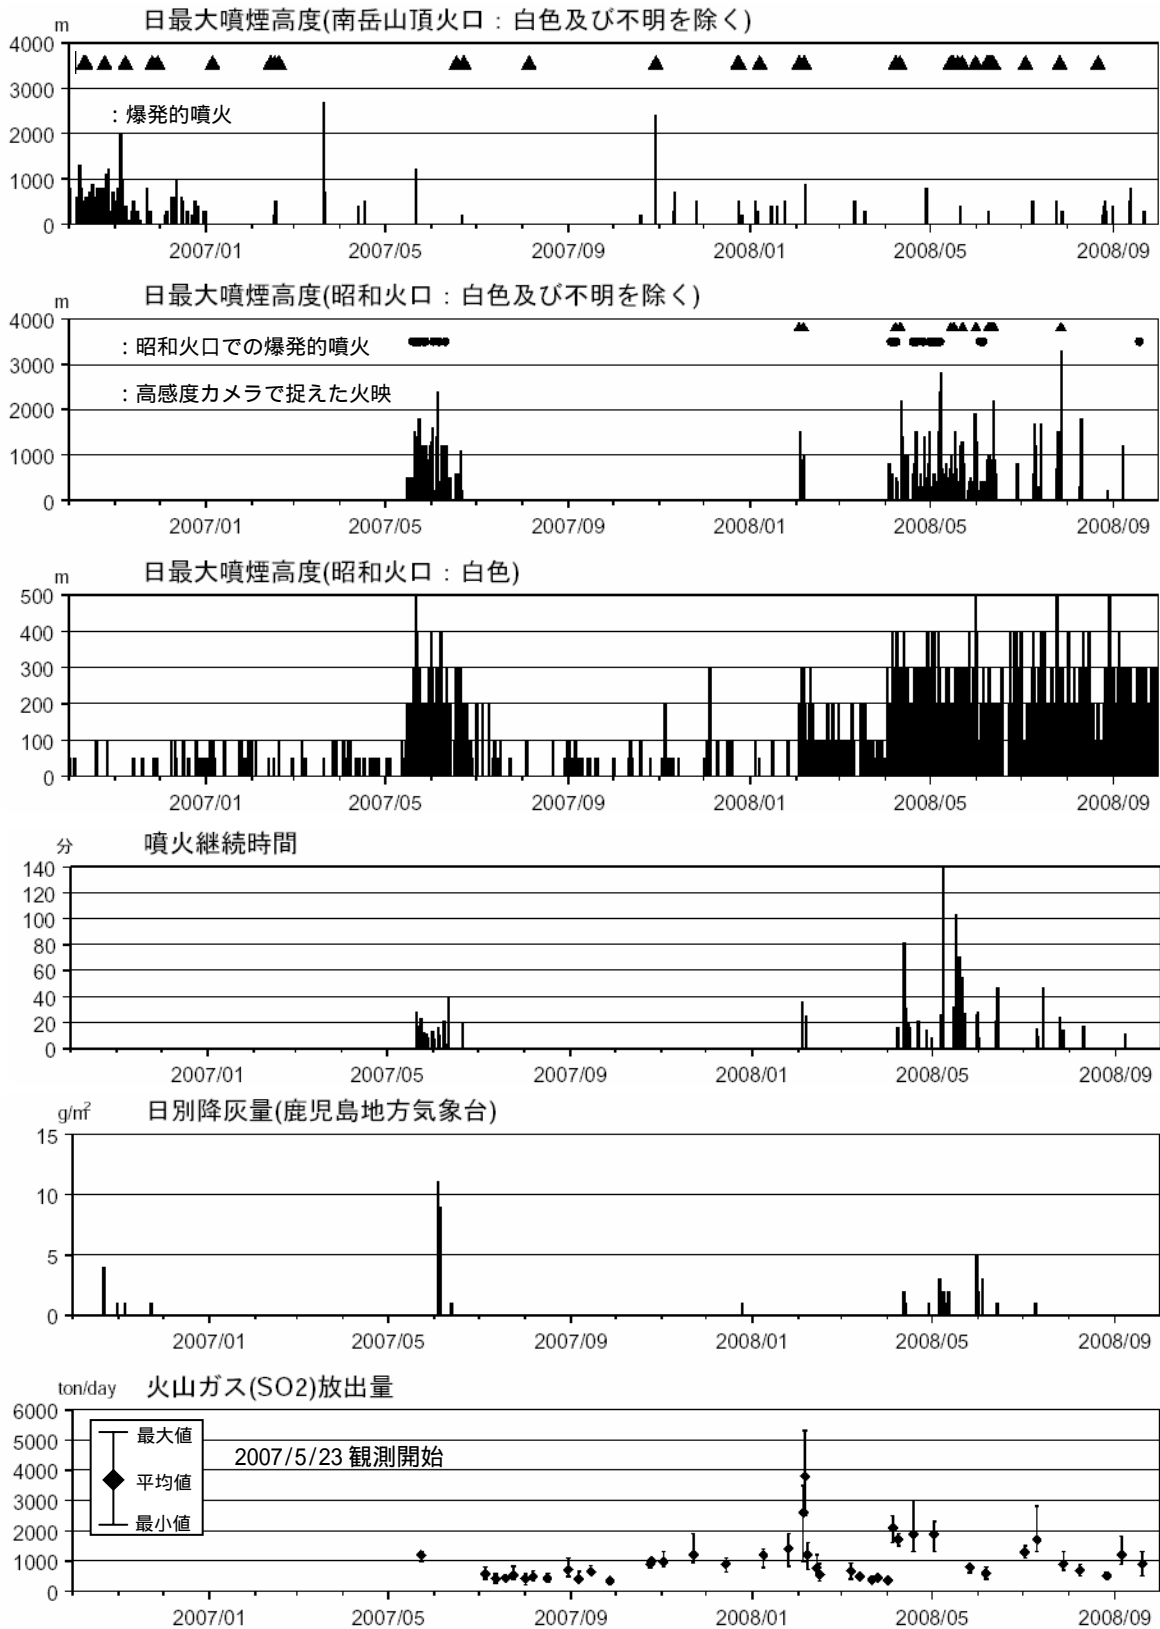 日最大噴煙高度(南岳山頂火口：白色及び不明を除く)
m
4000
3000
：爆発的噴火
2000
1000
0
2007/01 2007/05 2007/09 2008/01 2008/05 2008/09
日最大噴煙高度(昭和火口：白色及び不明を除く)
m
4000
：昭和火口での爆発的噴火
3000
：高感度カメラで捉えた火映
2000
1000
0
2007/01 2007/05 2007/09 2008/01 2008/05 2008/09
日最大噴煙高度(昭和火口：白色)
m
500
400
300
200
100
0
2007/01 2007/05 2007/09 2008/01 2008/05 2008/09
噴火継続時間
分
140
120
100
80
60
40
20
0
2007/01 2007/05 2007/09 2008/01 2008/05 2008/09
日別降灰量(鹿児島地方気象台)
g/㎡
15
10
5
0
2007/01 2007/05 2007/09 2008/01 2008/05 2008/09
火山ガス(SO2)放出量
ton/day
6000
最大値
5000
2007/5/23 観測開始
4000
平均値
3000
最小値
2000
1000
0
2007/01 2007/05 2007/09 2008/01 2008/05 2008/09